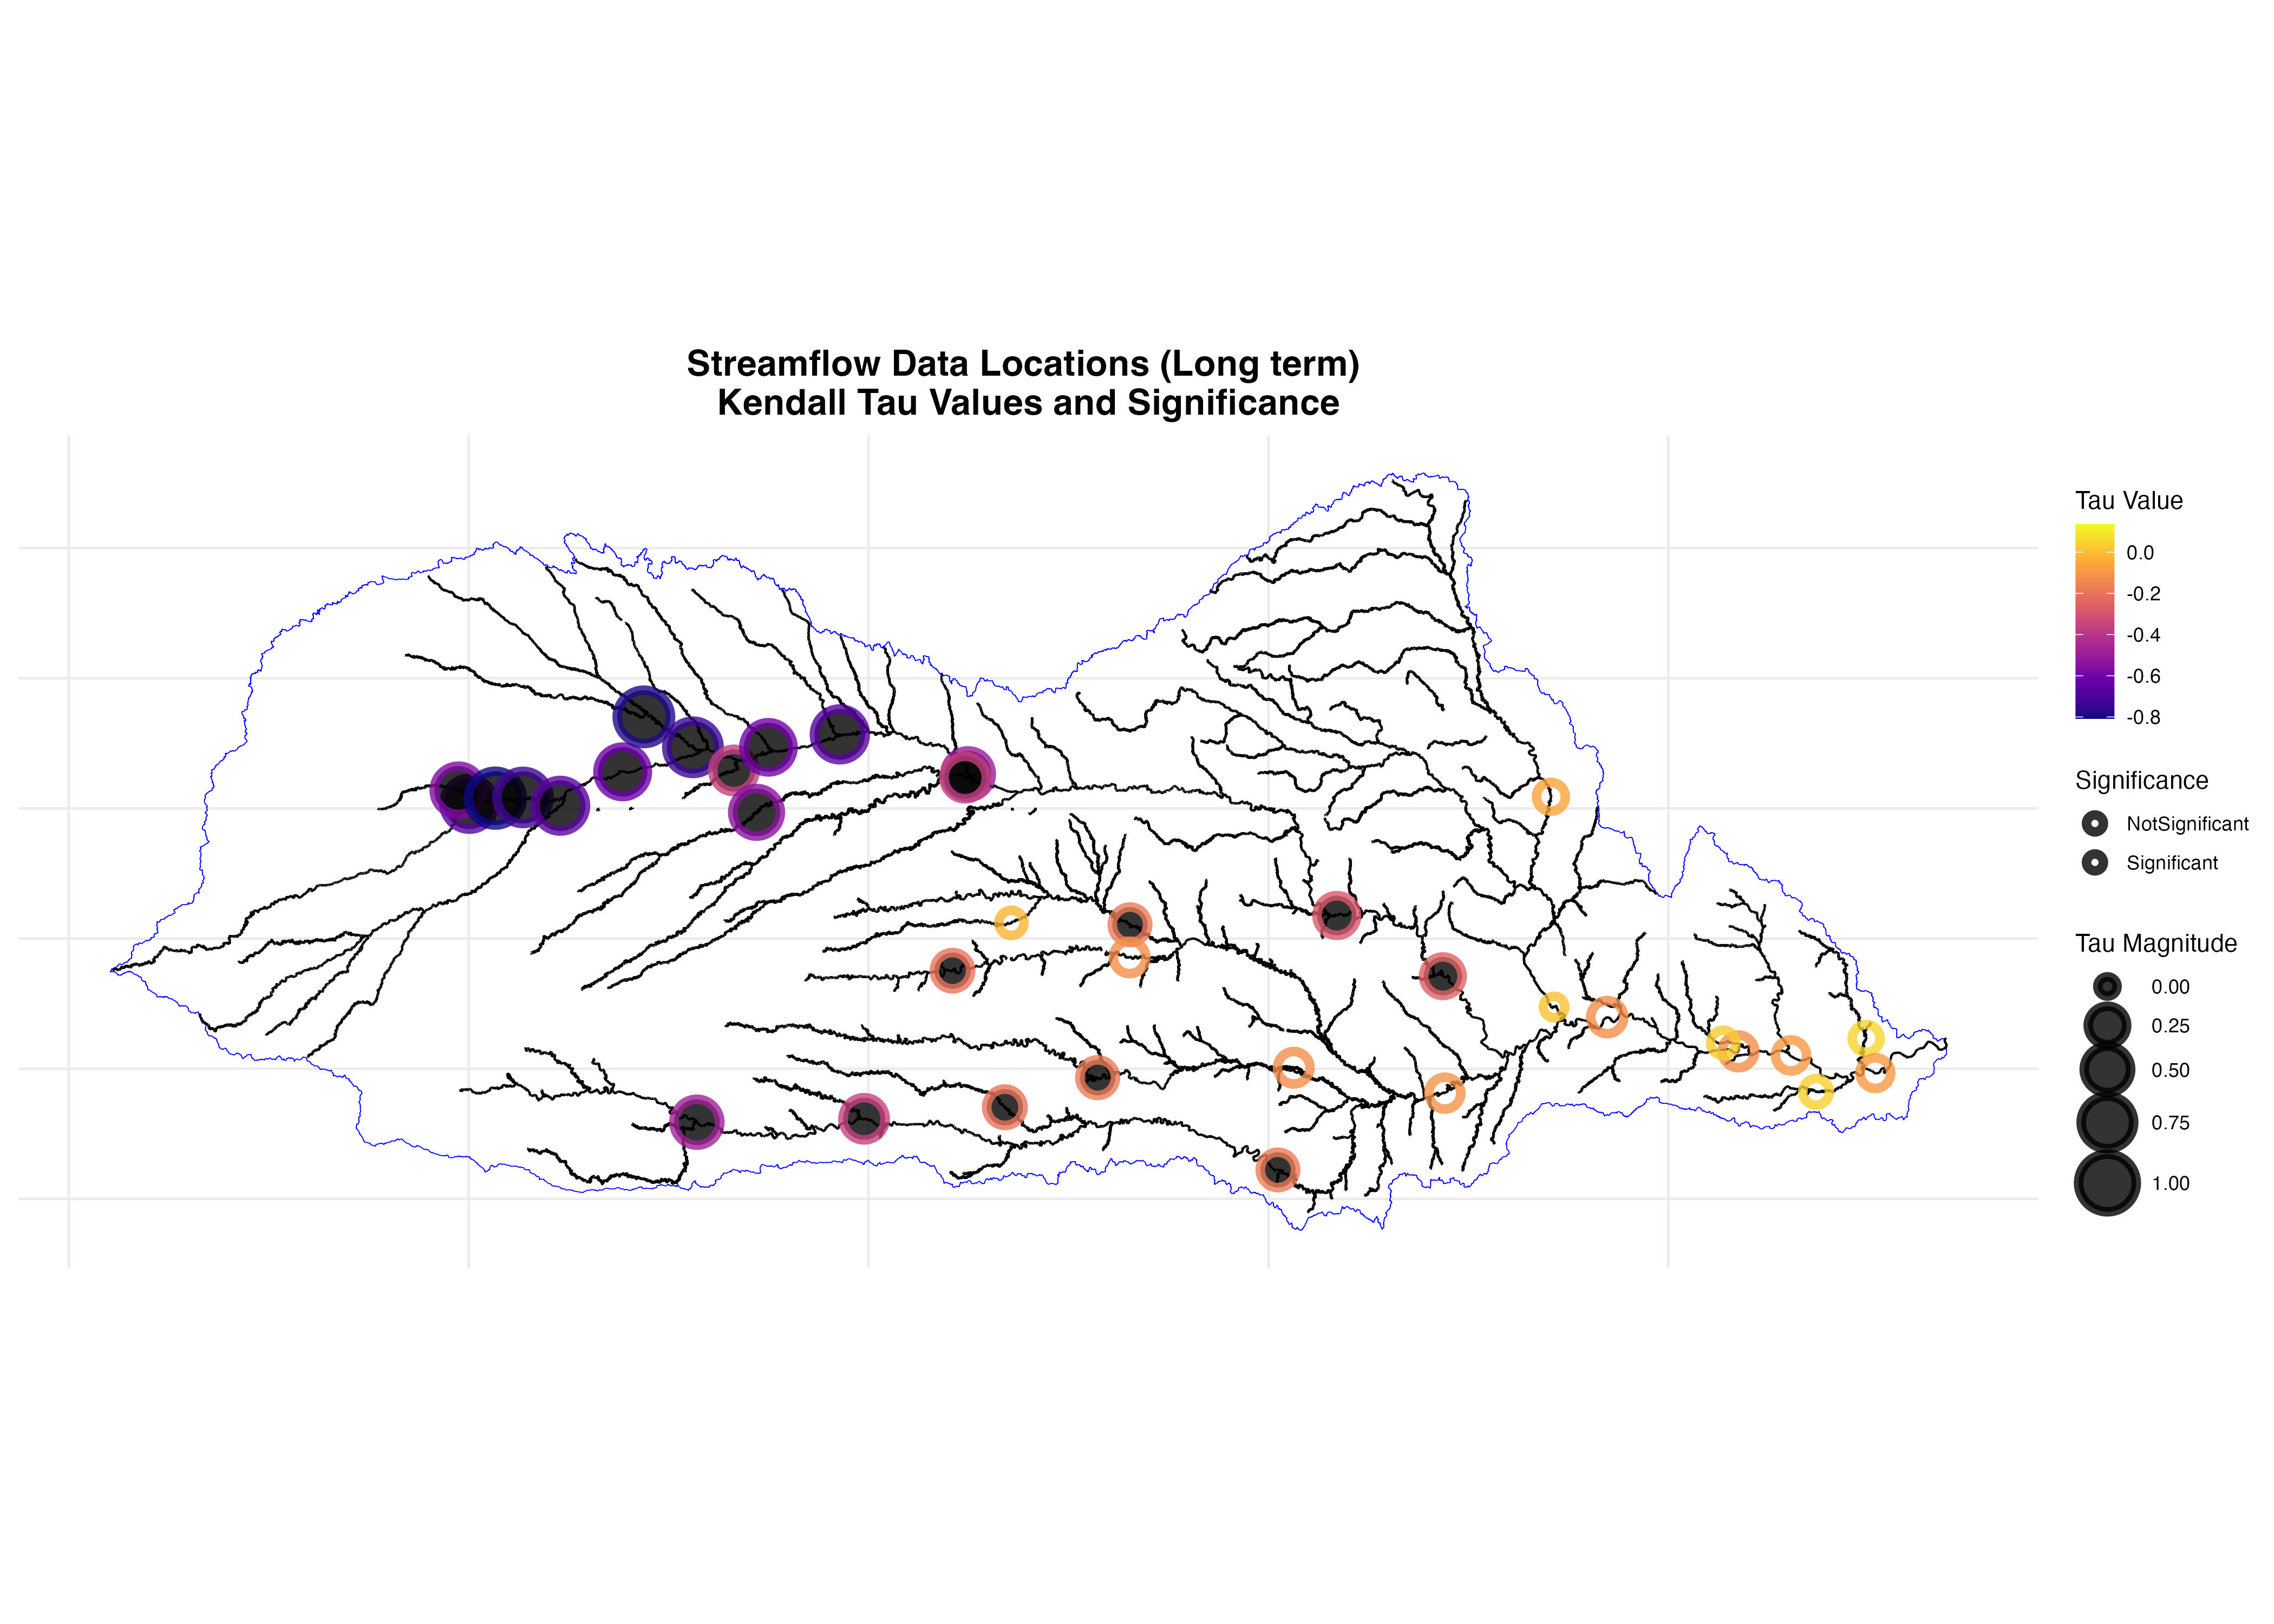 Streamflow Data Locations (Long term)
Kendall Tau Values and Significance
Tau Value
0.0
-0.2
-0.4
-0.6
-0.8
Significance
NotSignificant
Significant
Tau Magnitude
0.00
0.25
0.50
0.75
1.00